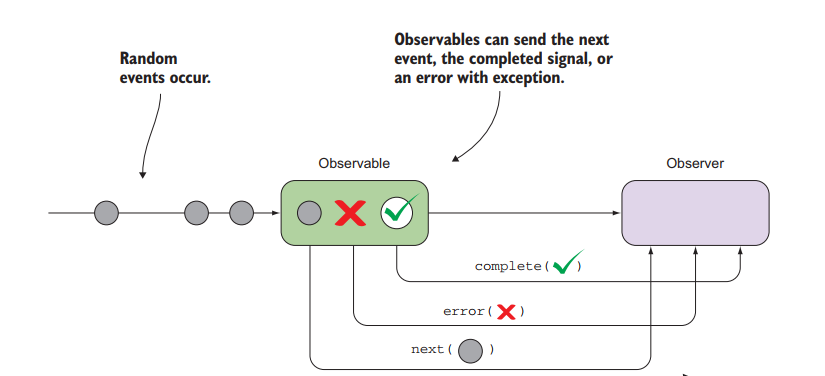 Random
events occur.
Observables can send the next
event, the completed signal, or
an error with exception.
Observable
Observer
complete( )
error( )
next( )